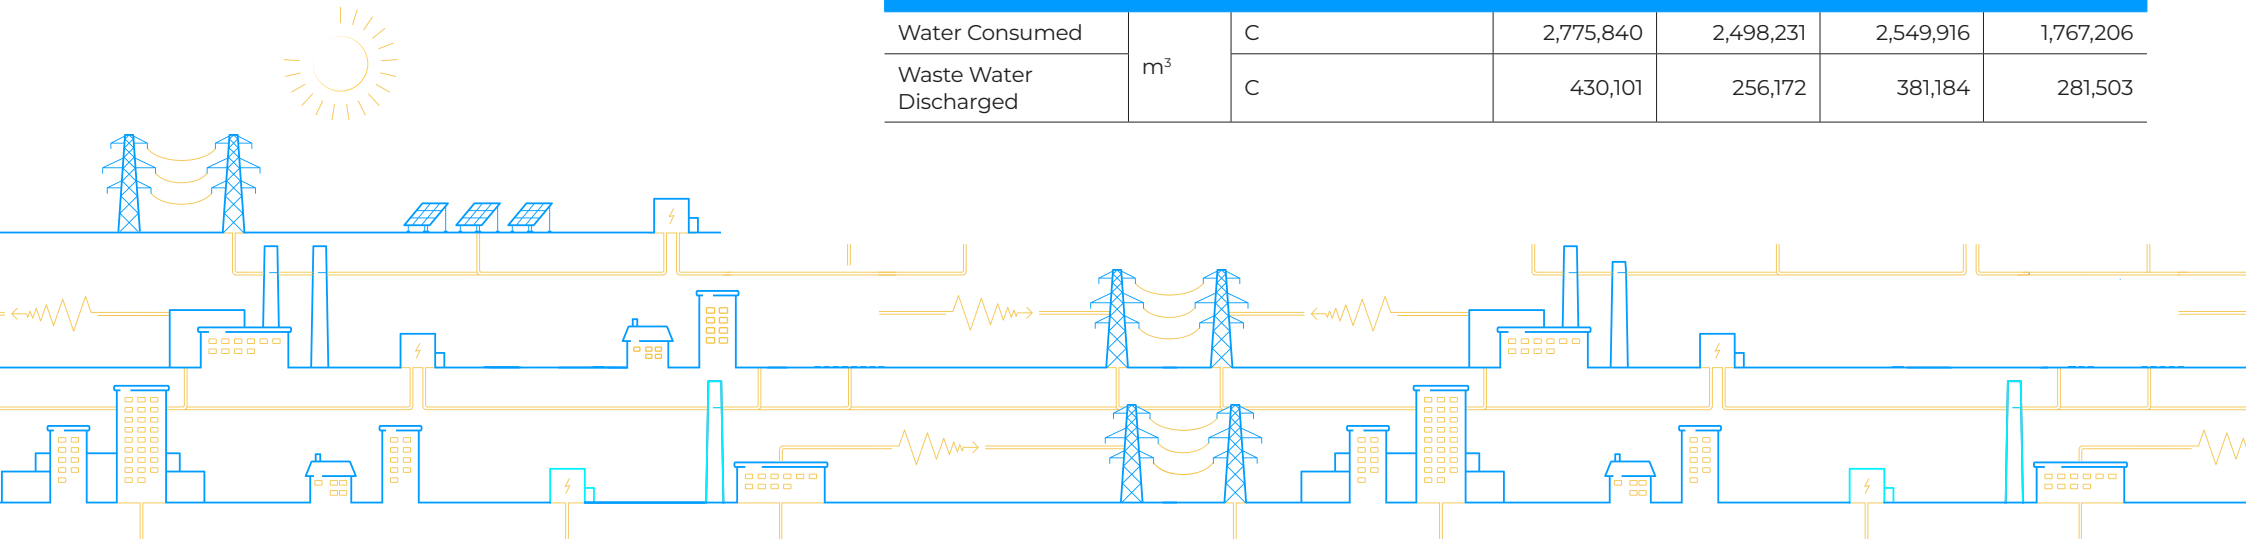 Water Consumed m³ C 2,775,840 2,498,231 2,549,916 1,767,206
Waste Water
Discharged C 430,101 256,172 381,184 281,503